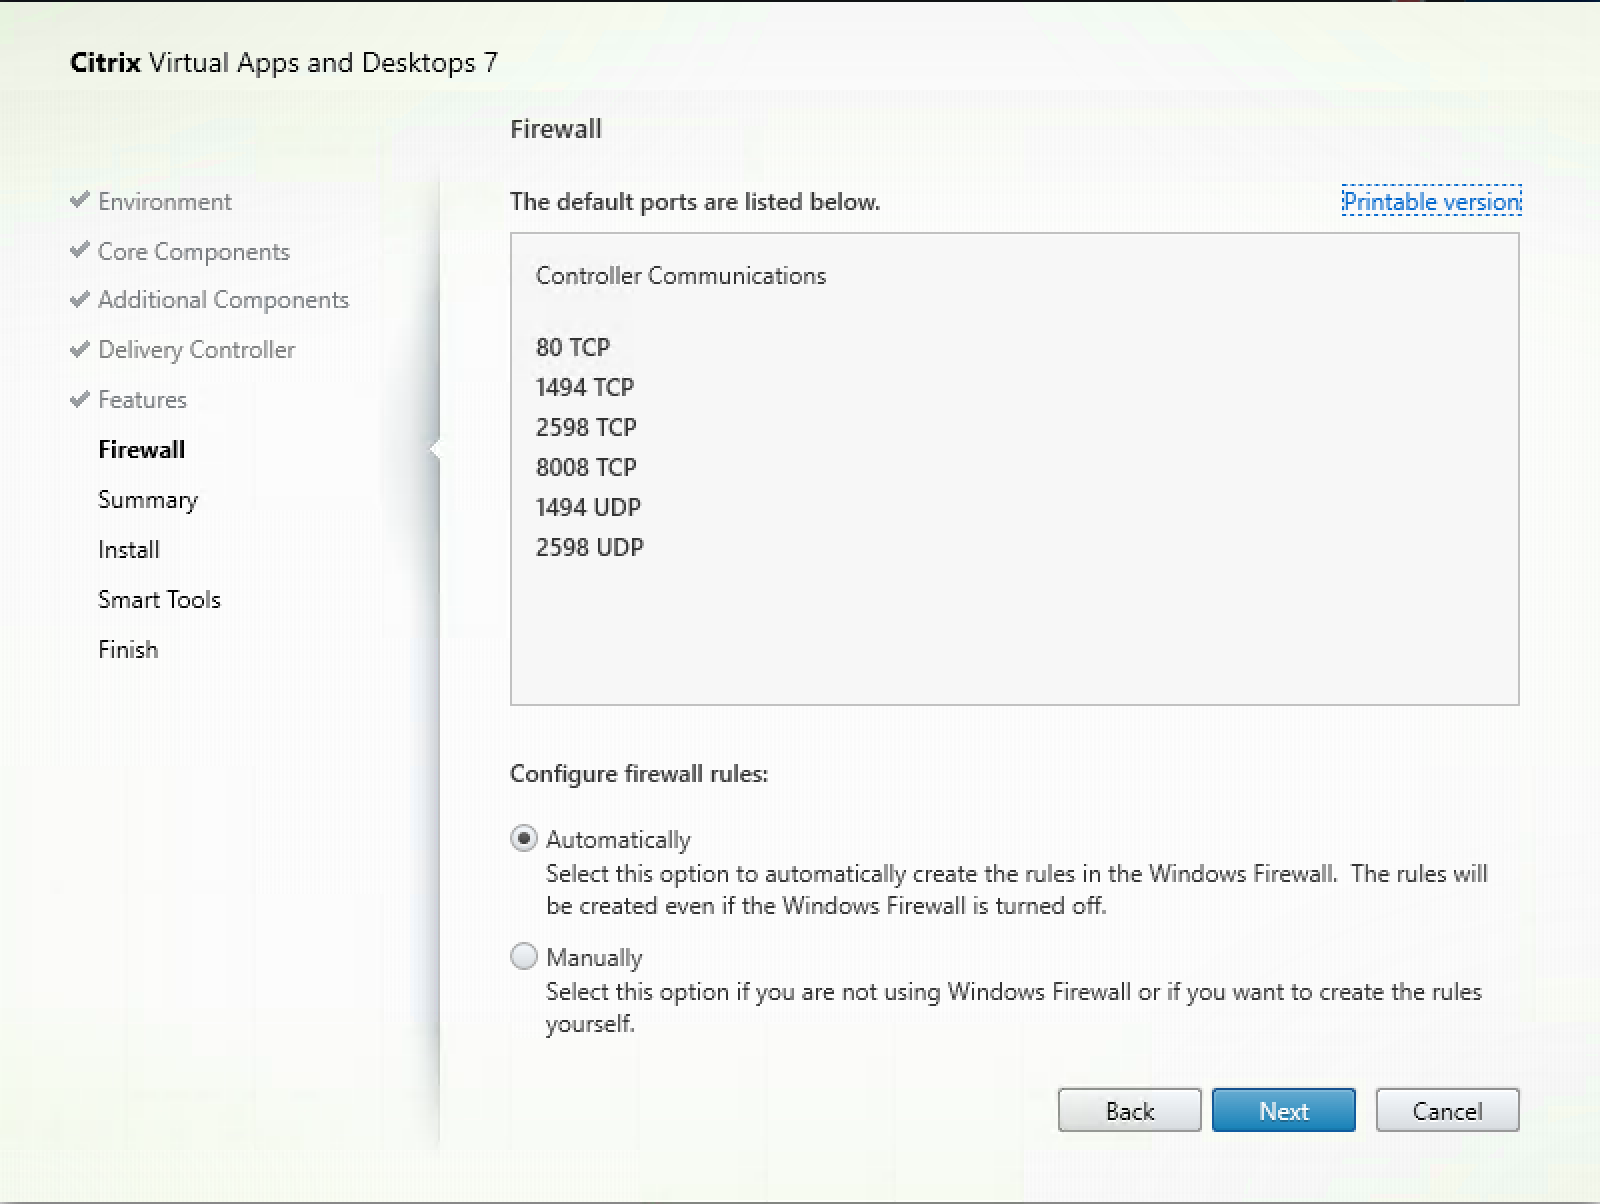 Citrix Virtual Apps and Desktops 7
Firewall
Environment
Core Components
Additional Components
Delivery Controller
Features
Firewall
Summary
Install
Smart Tools
Finish
The default ports are listed below.
Printable version
Controller Communications
80 TCP
1494 TCP
2598 TCP
8008 TCP
1494 UDP
2598 UDP
Configure firewall rules:
Automatically
Select this option to automatically create the rules in the Windows Firewall.  The rules will
be created even if the Windows Firewall is turned off.
Manually
Select this option if you are not using Windows Firewall or if you want to create the rules
yourself.
Back
Next
Cancel